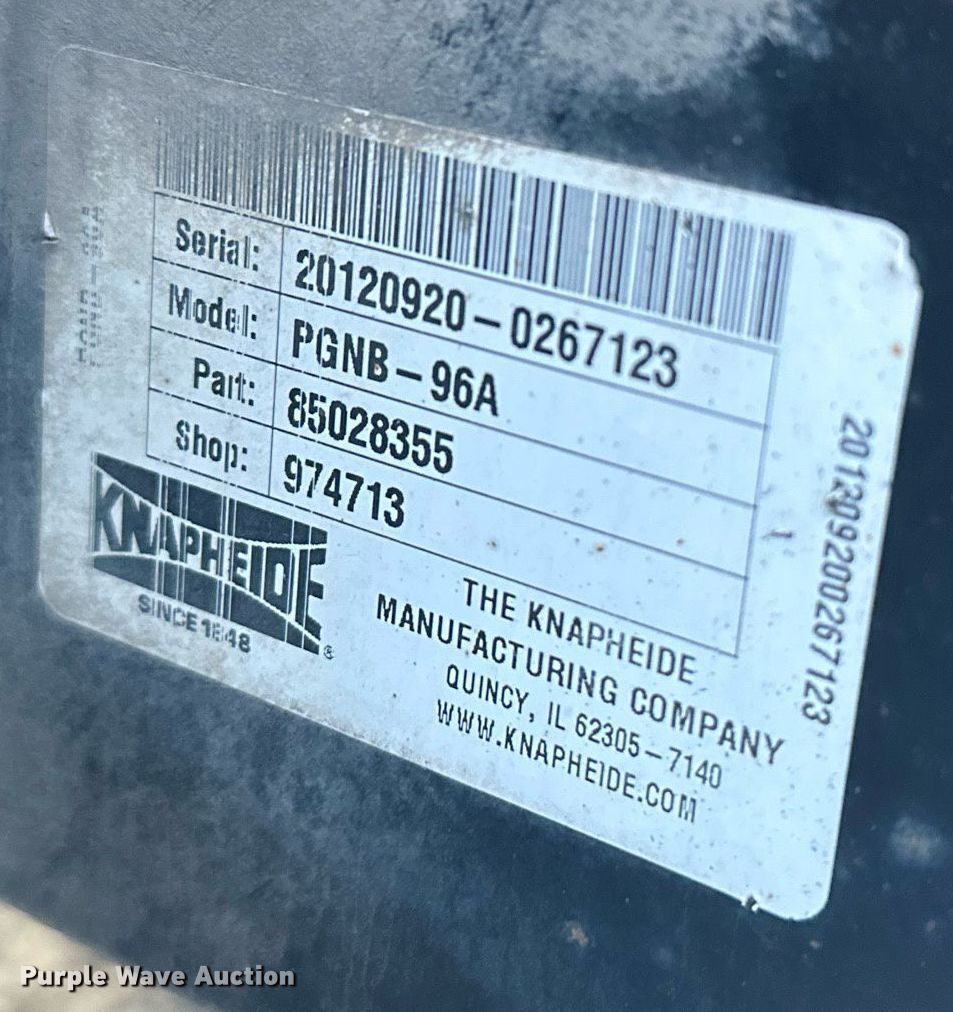 Serial: 20120920-0267123
Model: PGNB-96A
Part: 85028355
Shop: 974713
KNAPHEIDE
SINCE 1848
®
THE KNAPHEIDE
MANUFACTURING COMPANY
QUINCY, IL 62305-7140
WWW.KNAPHEIDE.COM
201209200267123
Purple Wave Auction